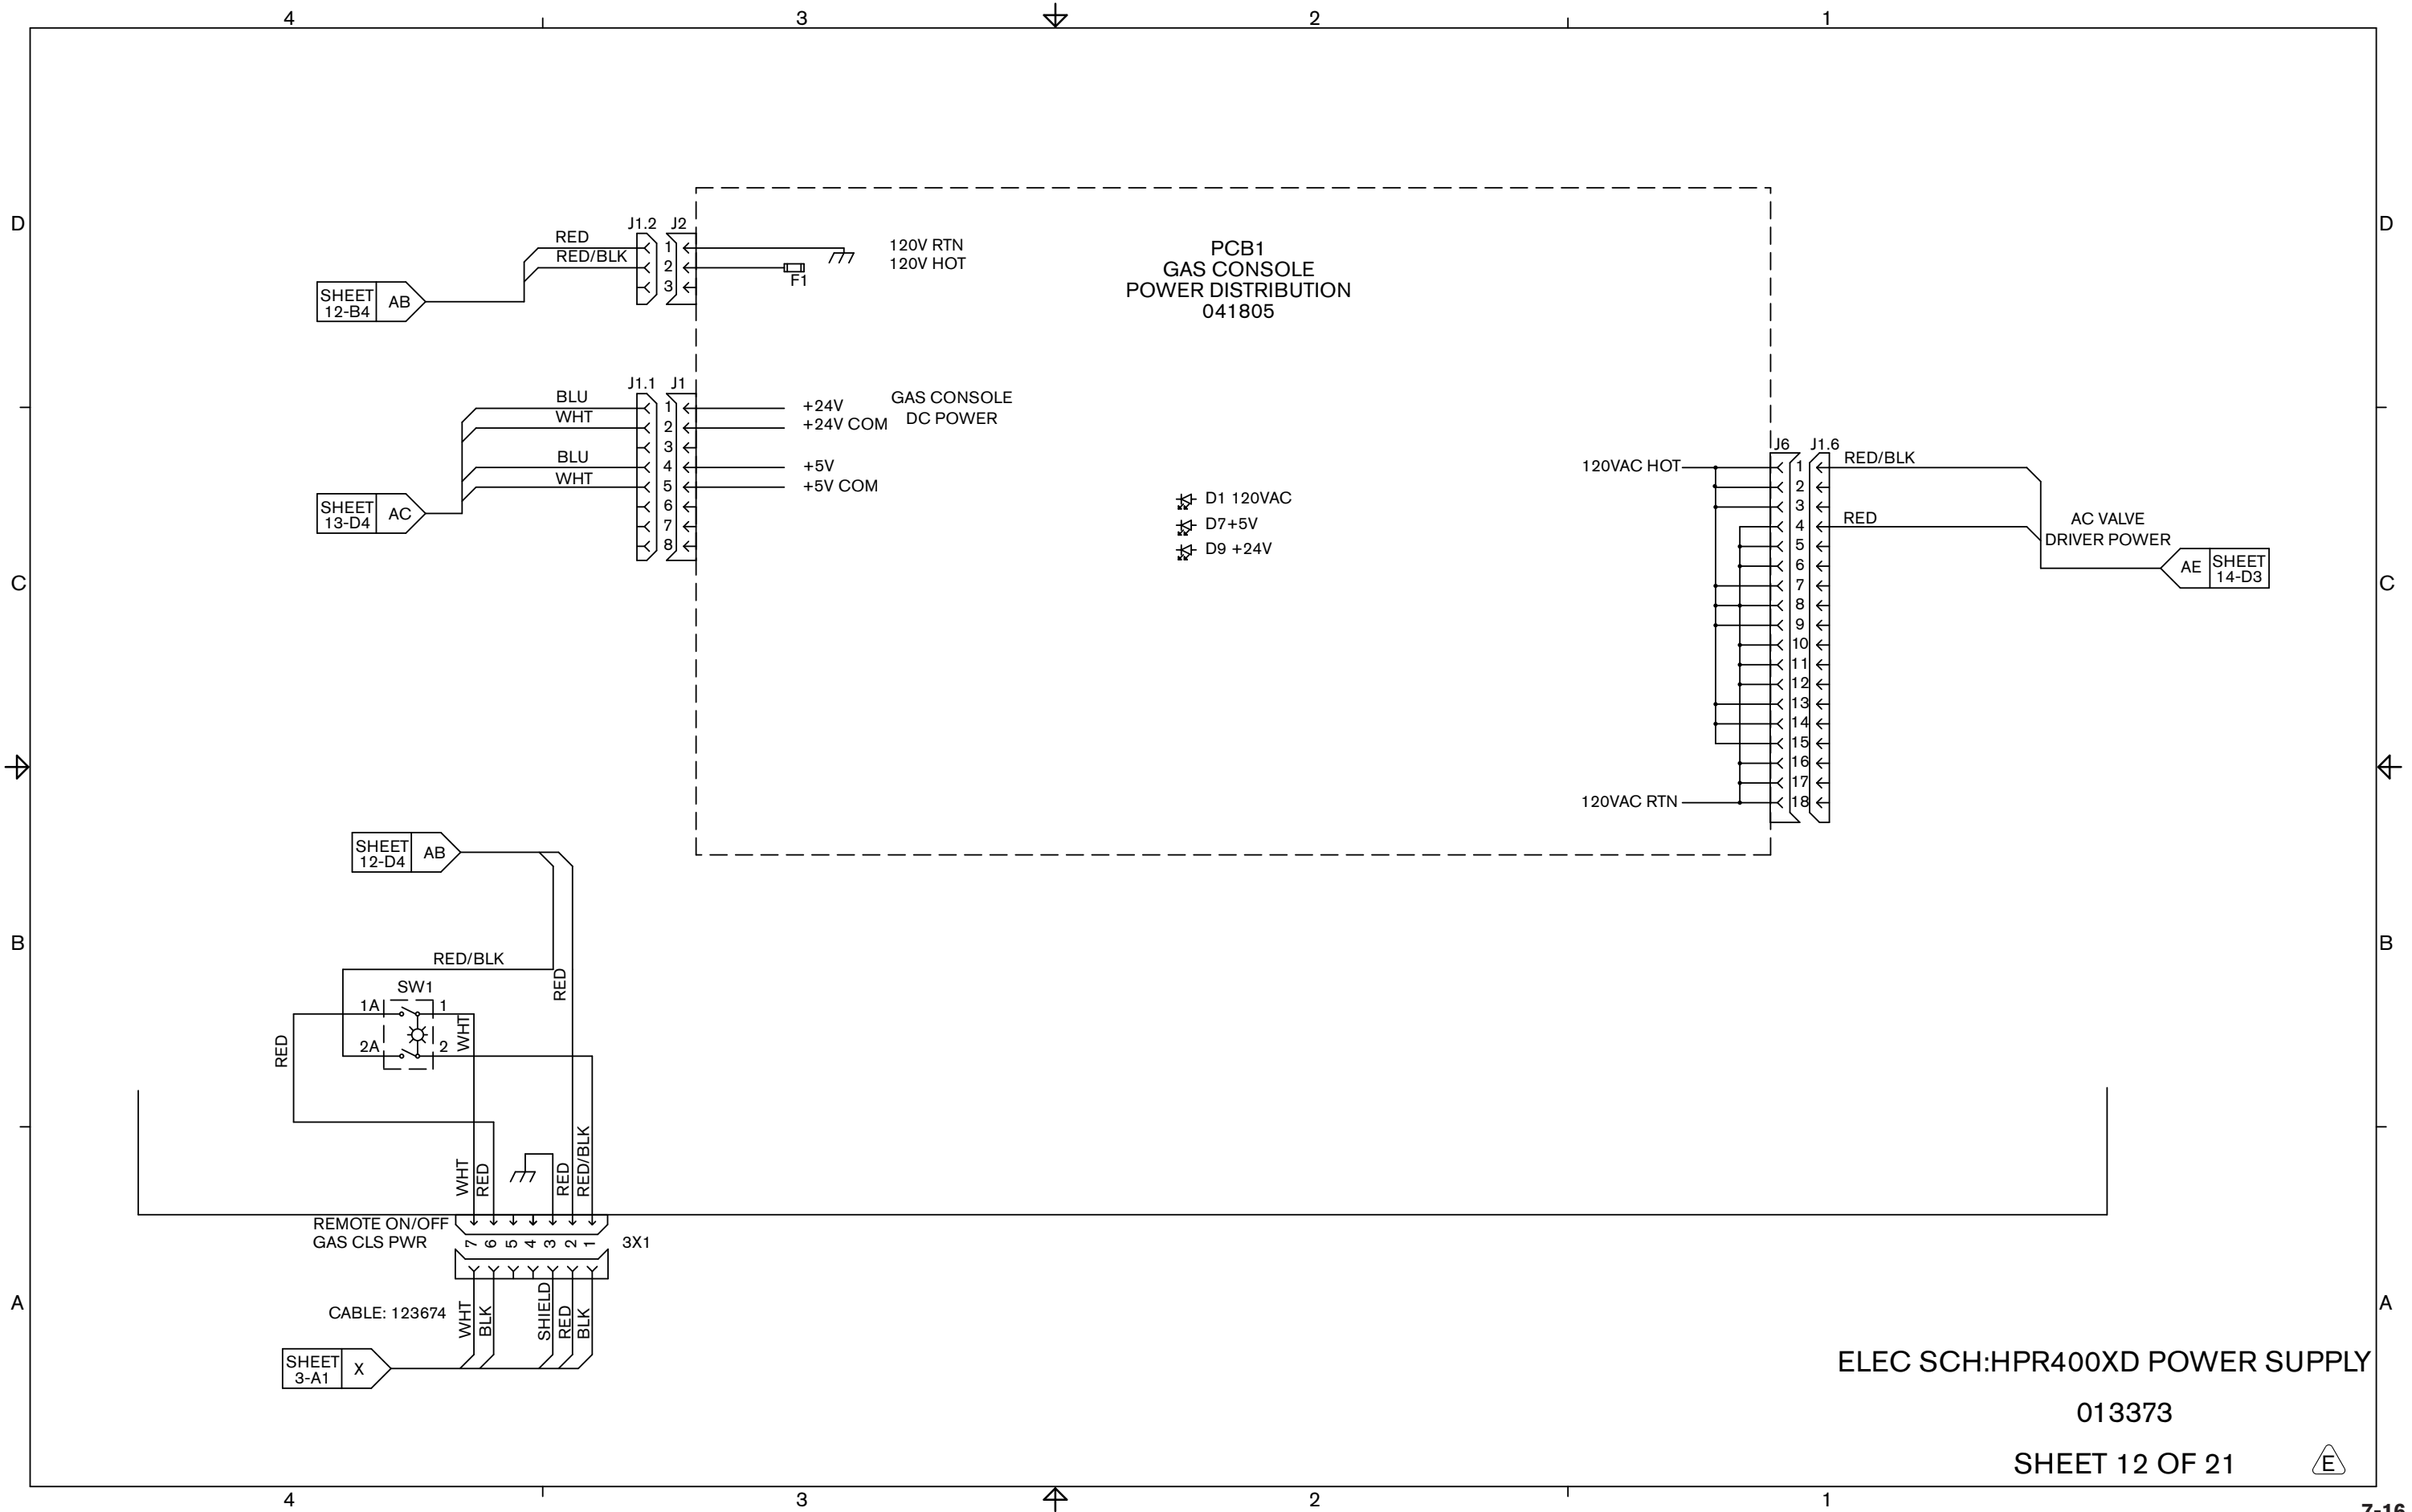 4 3 2 1
D D
J1.2 J2
RED
RED/BLK
1
2
3
120V RTN
120V HOT
F1
SHEET
12-B4
AB
PCB1
GAS CONSOLE
POWER DISTRIBUTION
041805
J1.1 J1
BLU
WHT
BLU
WHT
1
2
3
4
5
6
7
8
+24V
+24V COM
+5V
+5V COM
GAS CONSOLE
DC POWER
SHEET
13-D4
AC
D1 120VAC
D7+5V
D9 +24V
J6 J1.6
120VAC HOT
1
2
3
4
5
6
7
8
9
10
11
12
13
14
15
16
17
18
120VAC RTN
RED/BLK
RED
AC VALVE
DRIVER POWER
AE
SHEET
14-D3
C C
SHEET
12-D4
AB
B B
RED/BLK
RED
SW1
1A 1
2A 2
WHT
RED
WHT
RED
RED
RED/BLK
REMOTE ON/OFF
GAS CLS PWR
7 6 5 4 3 2 1
3X1
CABLE: 123674
WHT
BLK
SHIELD
RED
BLK
A A
SHEET
3-A1
X
ELEC SCH:HPR400XD POWER SUPPLY
013373
SHEET 12 OF 21
E
4 3 2 1
7-16